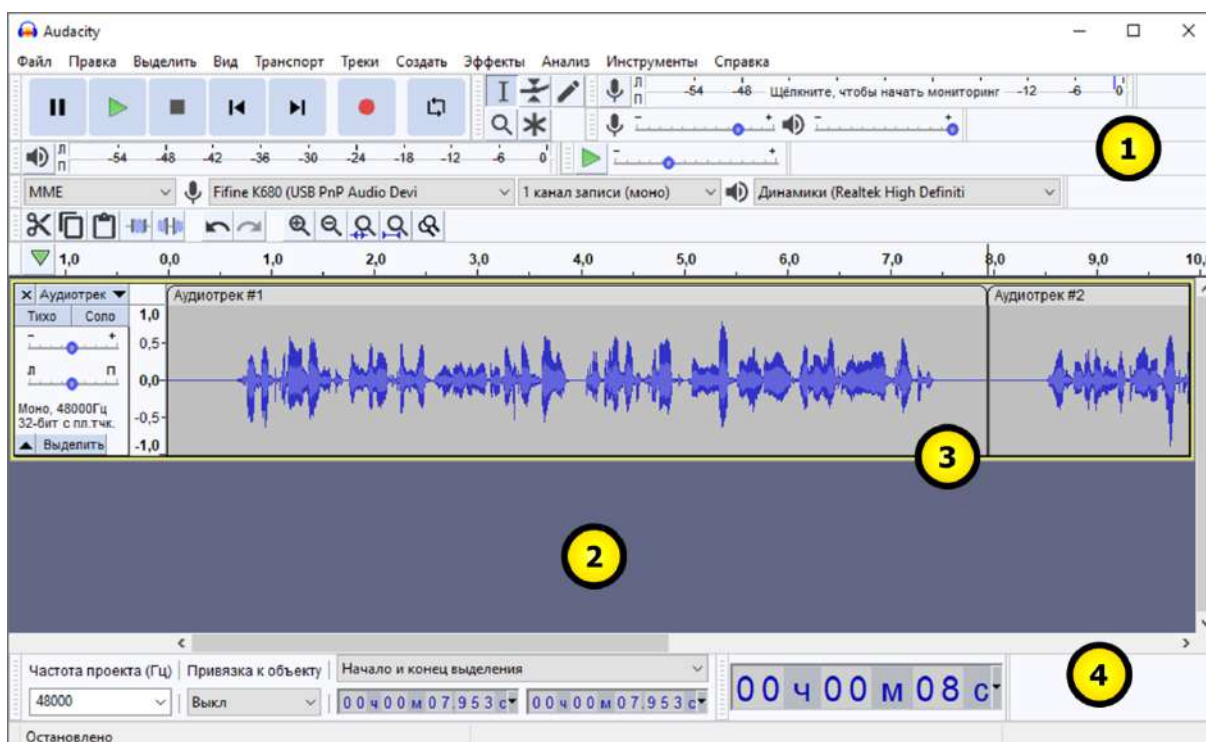 Audacity
Файл Правка Выделить Вид Транспорт Треки Создать Эффекты Анализ Инструменты Справка
Л П -54 -48 Щёлкните, чтобы начать мониторинг -12 -6 0
- + - +
1
Л П -54 -48 -42 -36 -30 -24 -18 -12 -6 0 - +
MME Fifine K680 (USB PnP Audio Devi 1 канал записи (моно) Динамики (Realtek High Definiti
1,0 0,0 1,0 2,0 3,0 4,0 5,0 6,0 7,0 8,0 9,0 10,
× Аудиотрек Аудиотрек #1 Аудиотрек #2
Тихо Соло 1,0
- + 0,5
Л П 0,0
Моно, 48000Гц -0,5
32-бит с пл.тчк.
Выделить -1,0
3
2
Частота проекта (Гц) Привязка к объекту Начало и конец выделения
48000 Выкл 00 ч 00 м 07.953 с 00 ч 00 м 07.953 с 00 ч 00 м 08 с
4
Остановлено